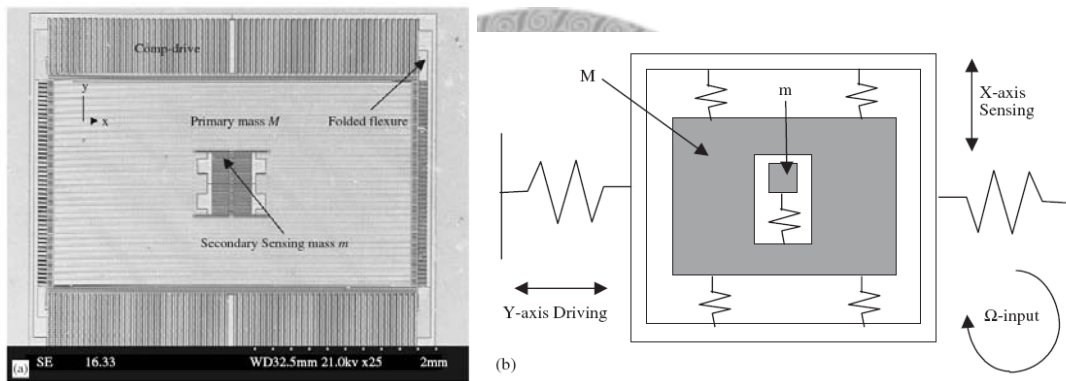 Comp-drive
y
x
Primary mass M
Folded flexure
Secondary Sensing mass m
(a)
SE 16.33 WD32.5mm 21.0kv x25 2mm
M
m
X-axis
Sensing
Y-axis Driving
Ω-input
(b)